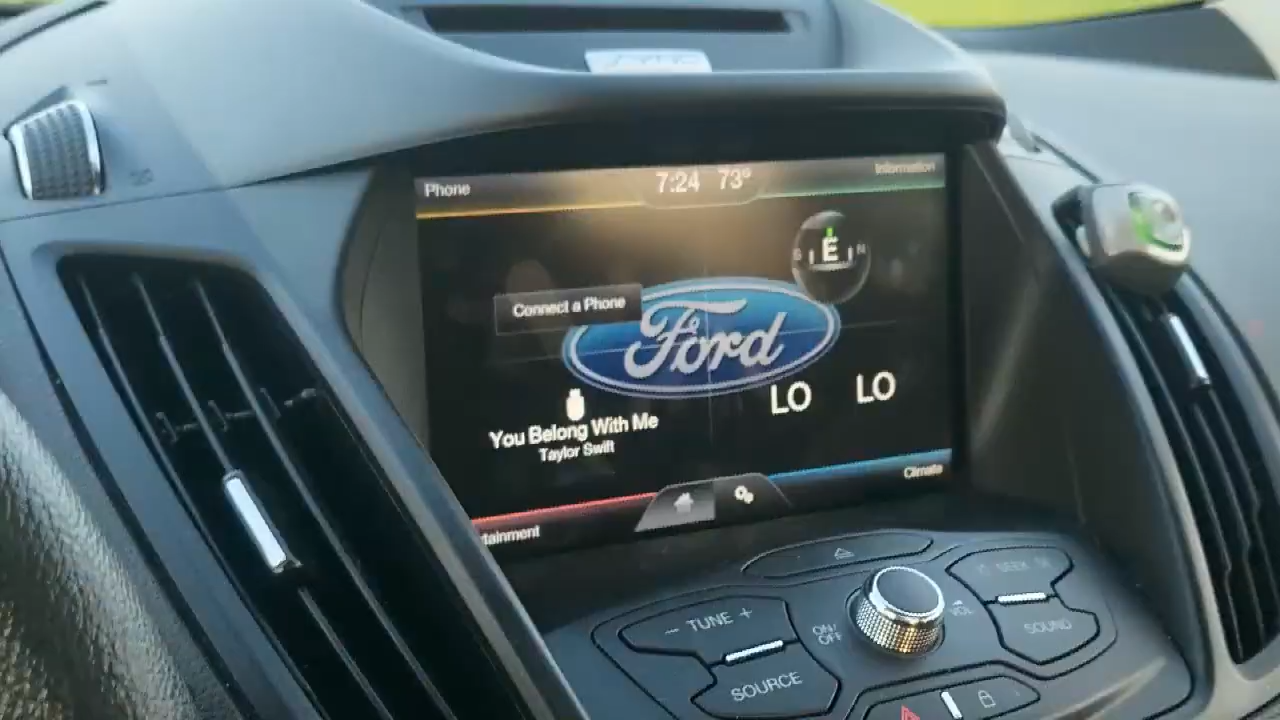 Phone
7:24 73°
Information
E
N
Connect a Phone
Ford
LO LO
You Belong With Me
Taylor Swift
Climate
tainment
SEEK
− TUNE +
ON/
OFF
VOL
SOUND
SOURCE